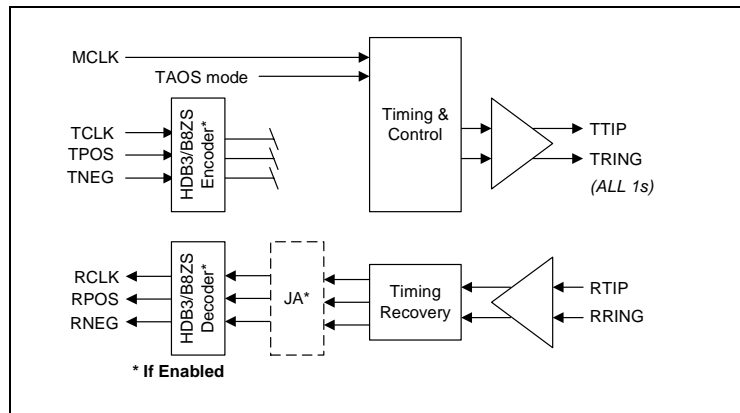 MCLK
TAOS mode
TCLK
TPOS
TNEG
HDB3/B8ZS
Encoder*
Timing &
Control
TTIP
TRING
(ALL 1s)
RCLK
RPOS
RNEG
HDB3/B8ZS
Decoder*
JA*
Timing
Recovery
RTIP
RRING
* If Enabled